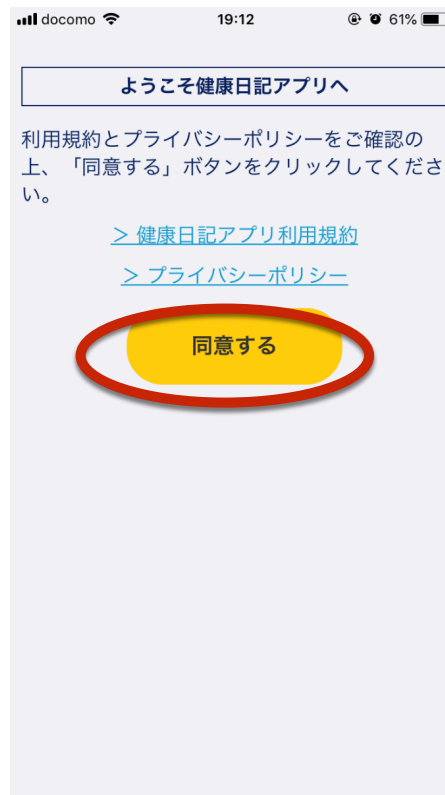 docomo 19:12 61%
ようこそ健康日記アプリへ
利用規約とプライバシーポリシーをご確認の
上、「同意する」ボタンをクリックしてくださ
い。
＞ 健康日記アプリ利用規約
＞ プライバシーポリシー
同意する